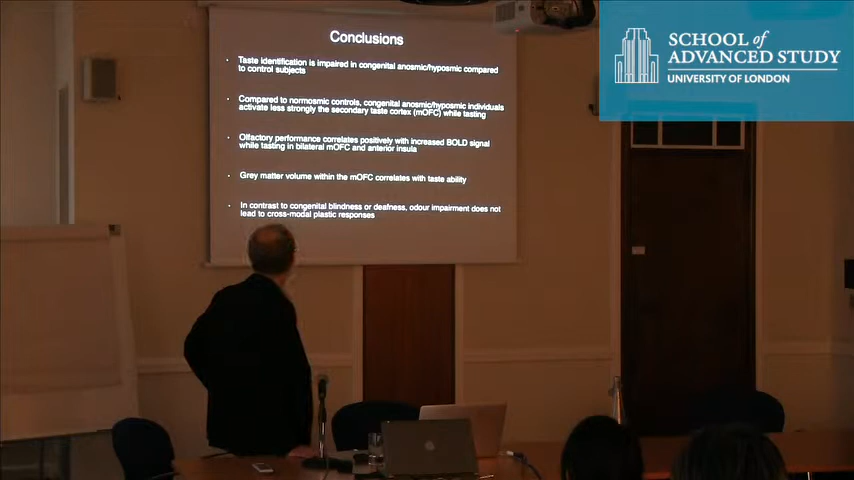 Conclusions
Taste identification is impaired in congenital anosmic/hyposmic compared
to control subjects
Compared to normosmic controls, congenital anosmic/hyposmic individuals
activate less strongly the secondary taste cortex (mOFC) while tasting
Olfactory performance correlates positively with increased BOLD signal
while tasting in bilateral mOFC and anterior insula
Grey matter volume within the mOFC correlates with taste ability
In contrast to congenital blindness or deafness, odour impairment does not
lead to cross-modal plastic responses
SCHOOL of
ADVANCED STUDY
UNIVERSITY OF LONDON